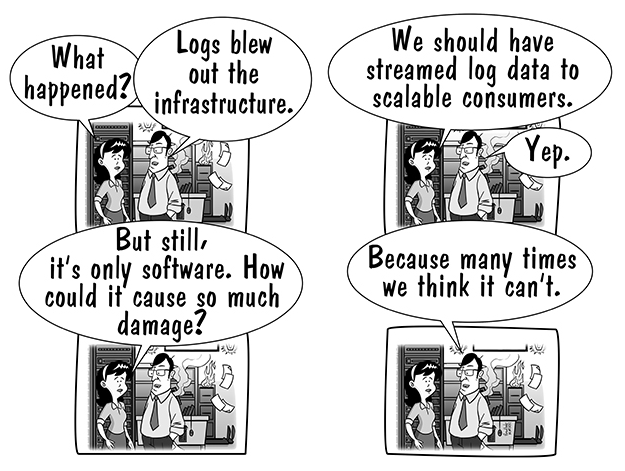 What
happened?
Logs blew
out the
infrastructure.
We should have
streamed log data to
scalable consumers.
Yep.
But still,
it's only software. How
could it cause so much
damage?
Because many times
we think it can't.